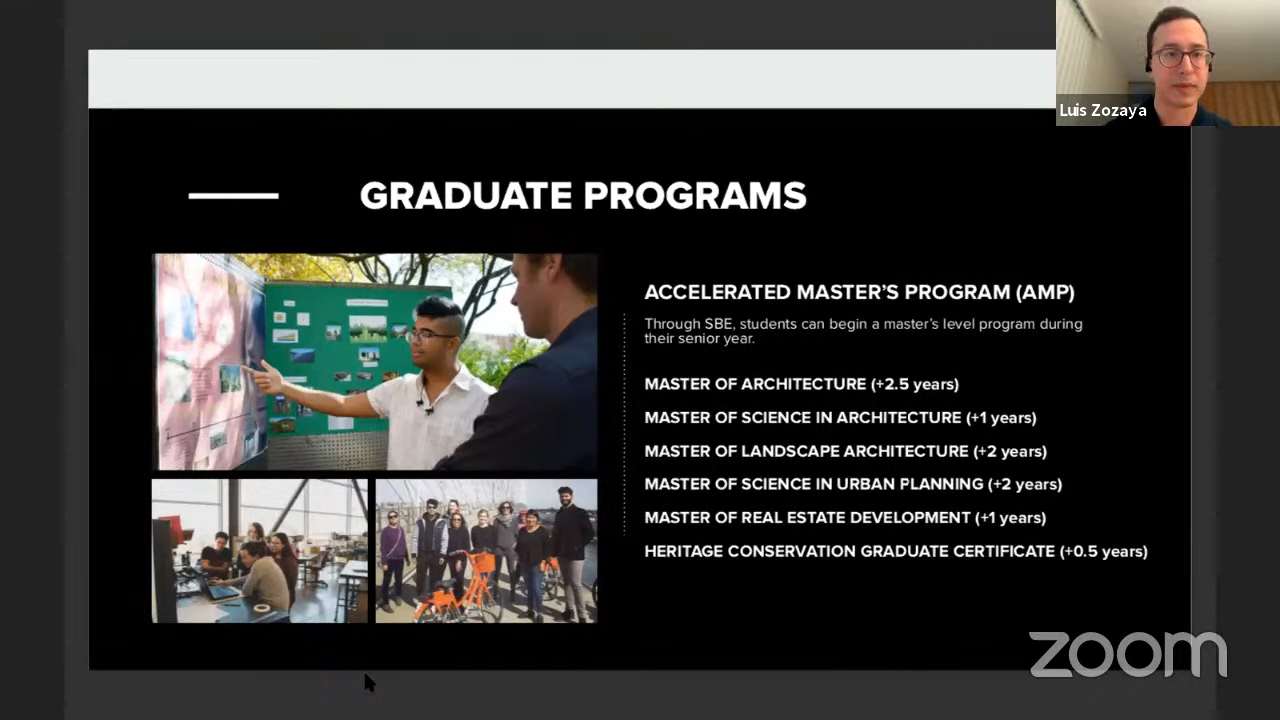 Luis Zozaya
GRADUATE PROGRAMS
ACCELERATED MASTER'S PROGRAM (AMP)
Through SBE, students can begin a master's level program during
their senior year.
MASTER OF ARCHITECTURE (+2.5 years)
MASTER OF SCIENCE IN ARCHITECTURE (+1 years)
MASTER OF LANDSCAPE ARCHITECTURE (+2 years)
MASTER OF SCIENCE IN URBAN PLANNING (+2 years)
MASTER OF REAL ESTATE DEVELOPMENT (+1 years)
HERITAGE CONSERVATION GRADUATE CERTIFICATE (+0.5 years)
zoom